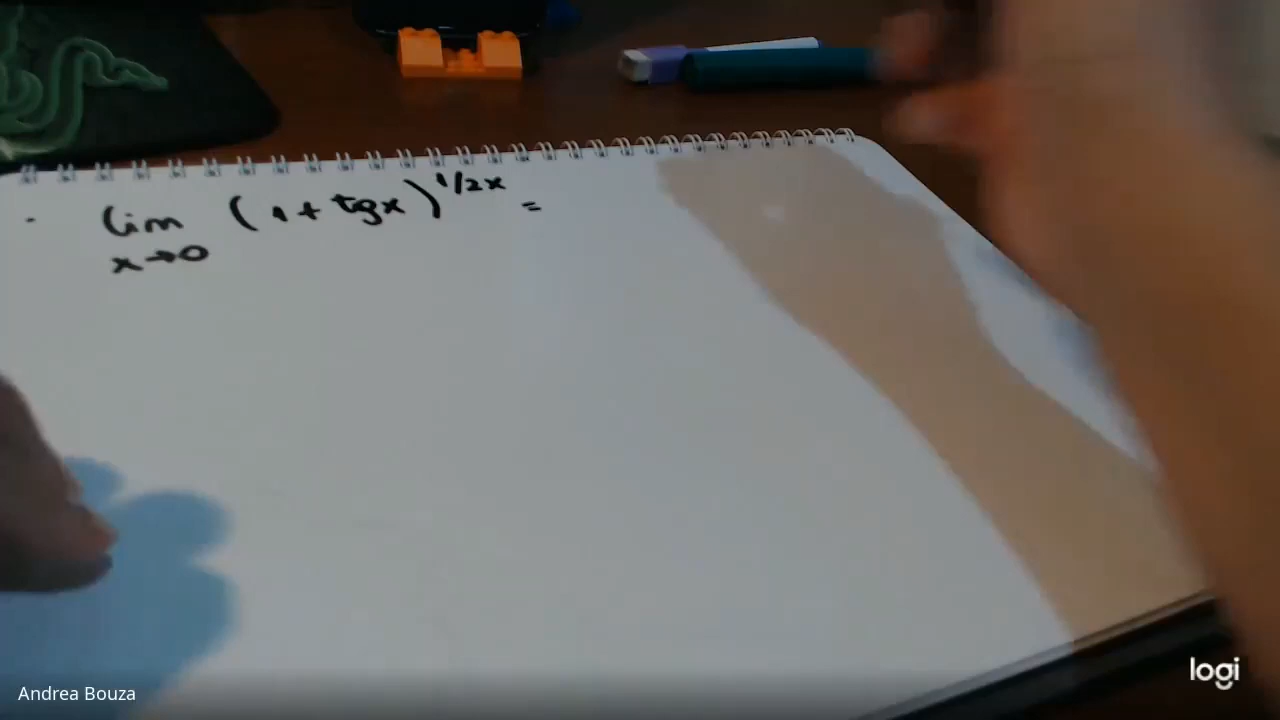 · lim (1 + tgx)^1/2x =
x→0
Andrea Bouza
logi